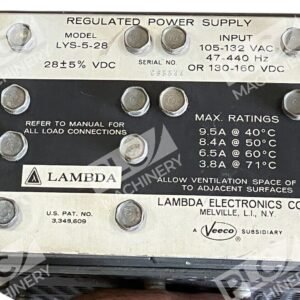 REGULATED POWER SUPPLY
MODEL
LYS-5-28
28±5% VDC
SERIAL NO.
INPUT
105-132 VAC
47-440 Hz
OR 130-160 VDC
REFER TO MANUAL FOR
ALL LOAD CONNECTIONS
MAX. RATINGS
9.5A @ 40°C
8.4A @ 50°C
6.5A @ 60°C
3.8A @ 71°C
LAMBDA
ALLOW VENTILATION SPACE OF
TO ADJACENT SURFACES
U.S. PAT. NO.
3,348,609
LAMBDA ELECTRONICS CO
MELVILLE, L.I., N.Y.
A Veeco SUBSIDIARY
MACHINERY